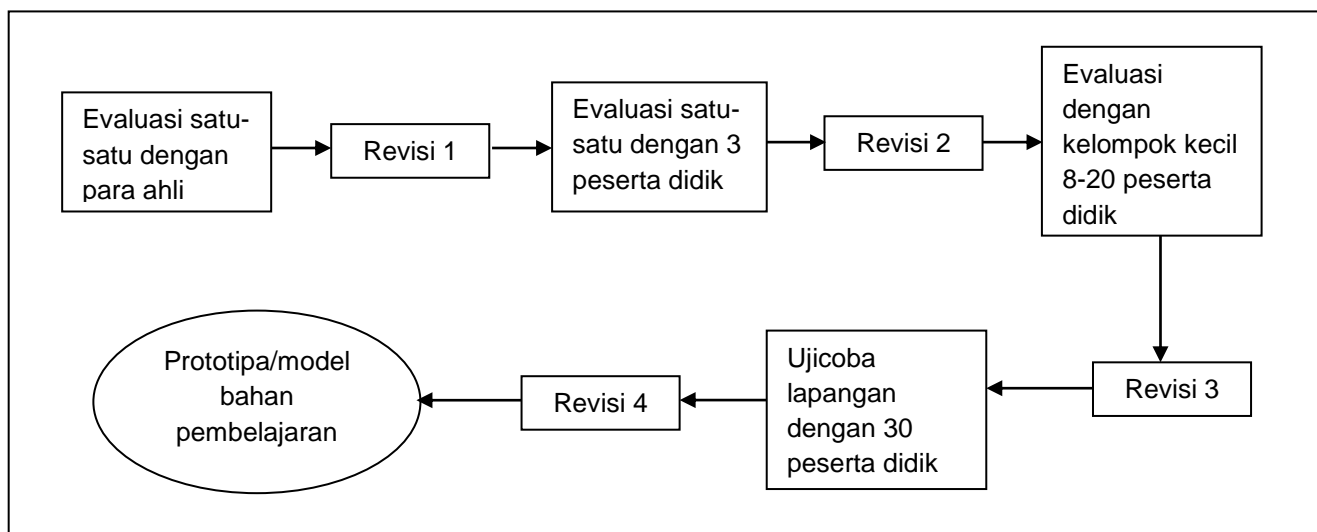 Evaluasi satu-
satu dengan
para ahli
Revisi 1
Evaluasi satu-
satu dengan 3
peserta didik
Revisi 2
Evaluasi
dengan
kelompok kecil
8-20 peserta
didik
Revisi 3
Ujicoba
lapangan
dengan 30
peserta didik
Revisi 4
Prototipa/model
bahan
pembelajaran